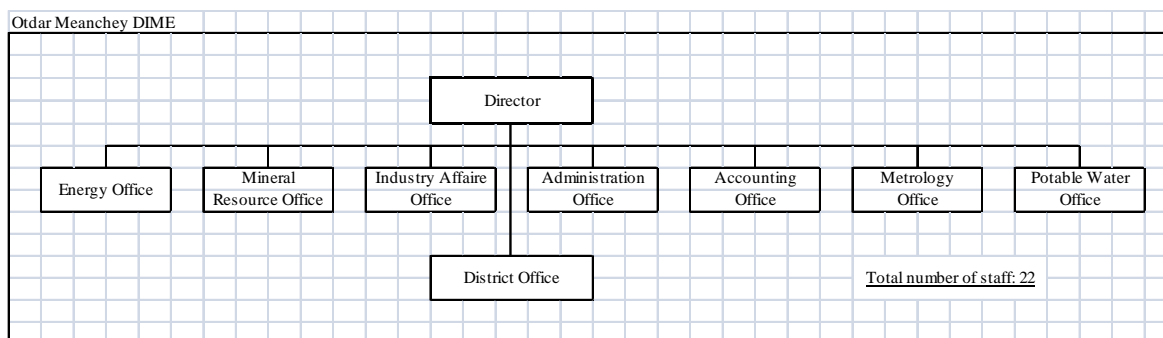 Otdar Meanchey DIME
Director
Energy Office
Mineral
Resource Office
Industry Affaire
Office
Administration
Office
Accounting
Office
Metrology
Office
Potable Water
Office
District Office
Total number of staff: 22